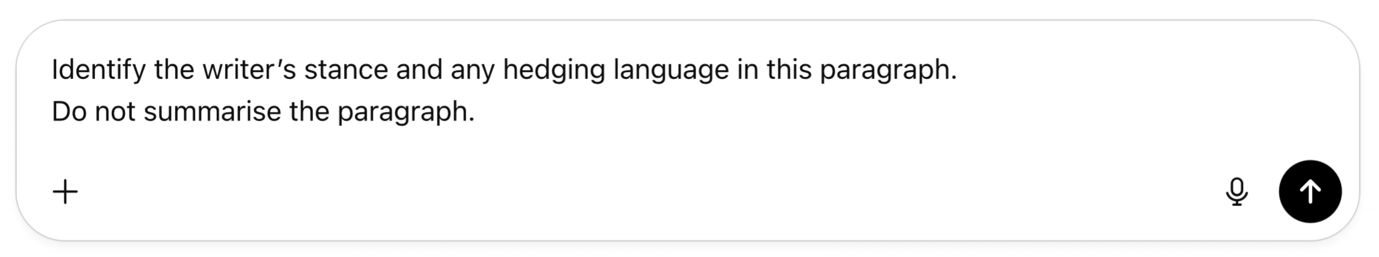 Identify the writer’s stance and any hedging language in this paragraph.
Do not summarise the paragraph.